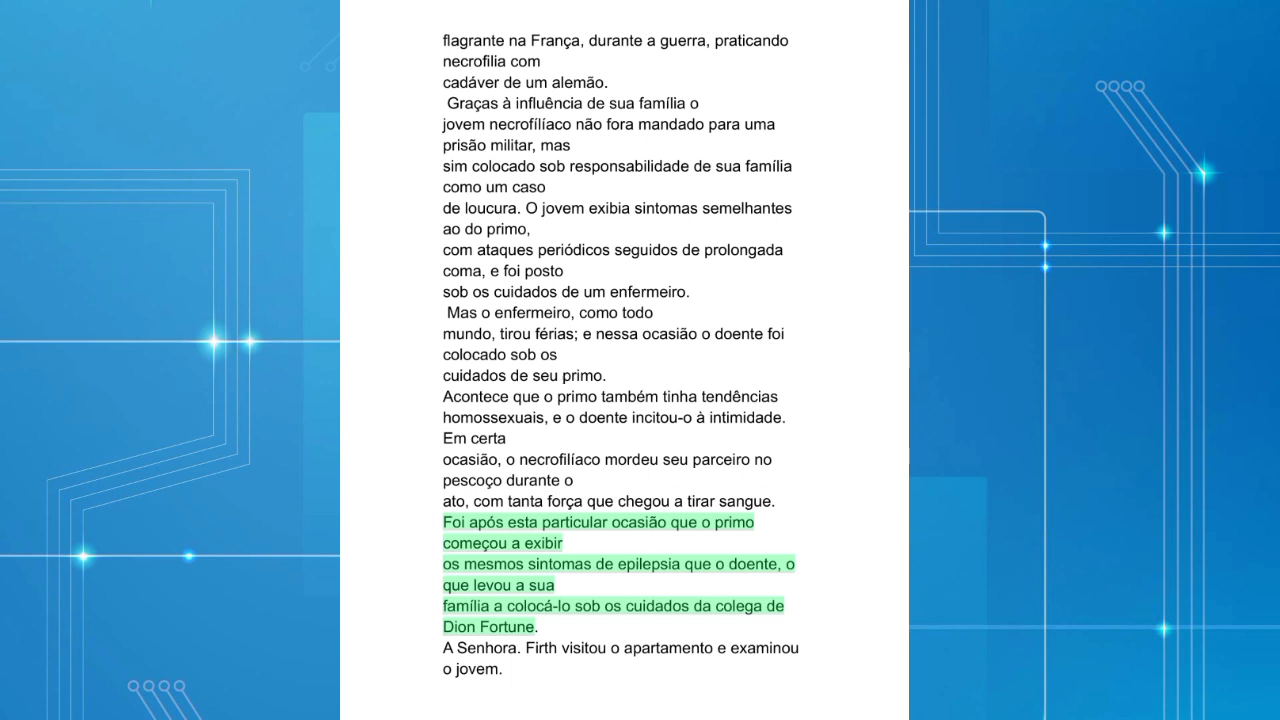 flagrante na França, durante a guerra, praticando
necrofilia com
cadáver de um alemão.
Graças à influência de sua família o
jovem necrofílíaco não fora mandado para uma
prisão militar, mas
sim colocado sob responsabilidade de sua família
como um caso
de loucura. O jovem exibia sintomas semelhantes
ao do primo,
com ataques periódicos seguidos de prolongada
coma, e foi posto
sob os cuidados de um enfermeiro.
Mas o enfermeiro, como todo
mundo, tirou férias; e nessa ocasião o doente foi
colocado sob os
cuidados de seu primo.
Acontece que o primo também tinha tendências
homossexuais, e o doente incitou-o à intimidade.
Em certa
ocasião, o necrofilíaco mordeu seu parceiro no
pescoço durante o
ato, com tanta força que chegou a tirar sangue.
Foi após esta particular ocasião que o primo
começou a exibir
os mesmos sintomas de epilepsia que o doente, o
que levou a sua
família a colocá-lo sob os cuidados da colega de
Dion Fortune.
A Senhora. Firth visitou o apartamento e examinou
o jovem.